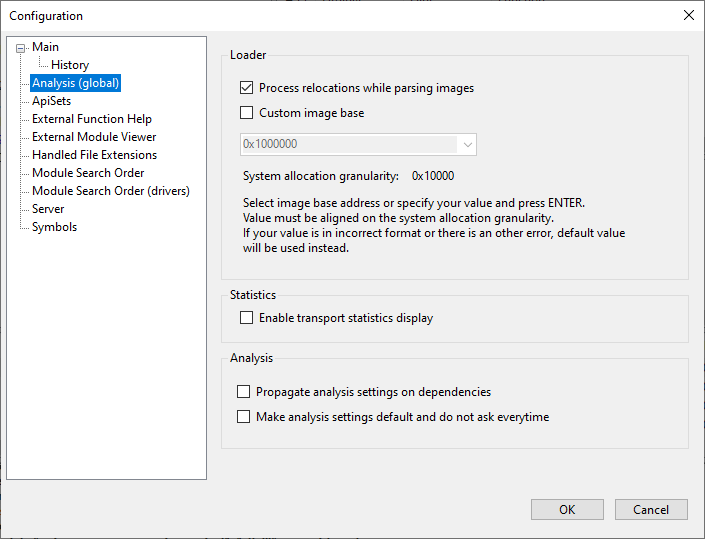 Configuration
Main
History
Analysis (global)
ApiSets
External Function Help
External Module Viewer
Handled File Extensions
Module Search Order
Module Search Order (drivers)
Server
Symbols
Loader
Process relocations while parsing images
Custom image base
0x1000000
System allocation granularity: 0x10000
Select image base address or specify your value and press ENTER.
Value must be aligned on the system allocation granularity.
If your value is in incorrect format or there is an other error, default value
will be used instead.
Statistics
Enable transport statistics display
Analysis
Propagate analysis settings on dependencies
Make analysis settings default and do not ask everytime
OK
Cancel